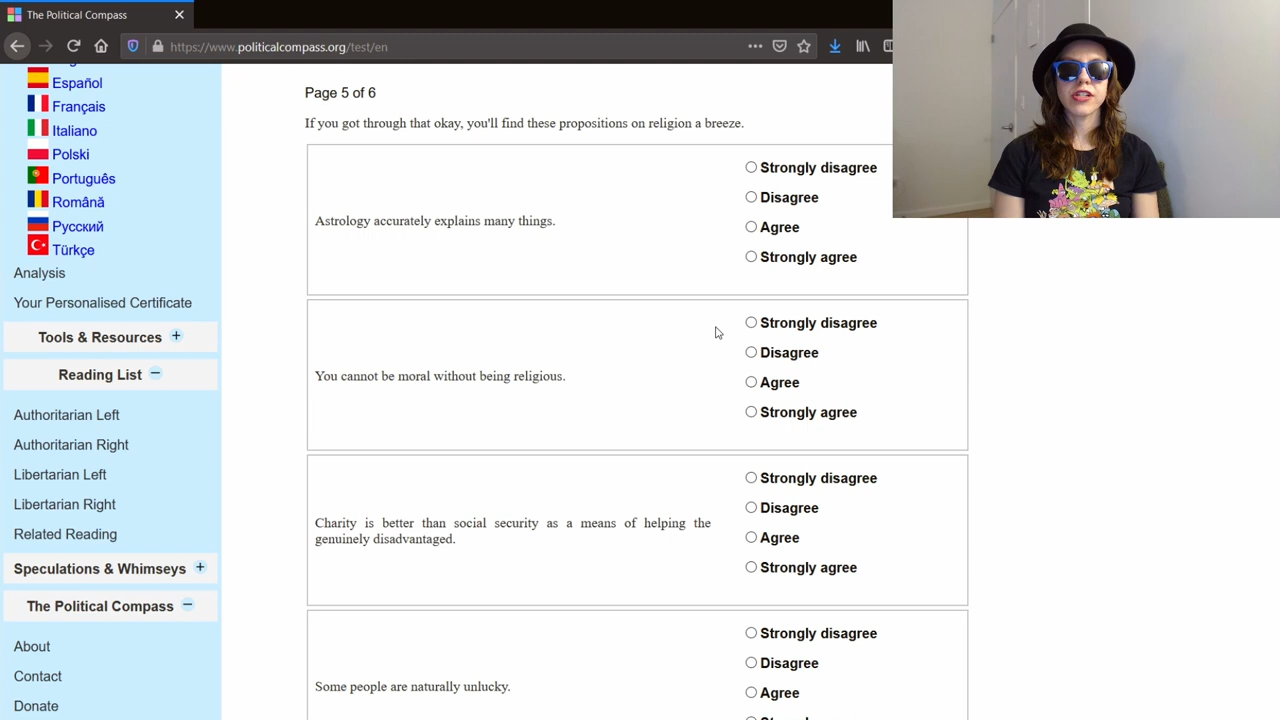 The Political Compass
https://www.politicalcompass.org/test/en
Español
Français
Italiano
Polski
Português
Română
Русский
Türkçe
Analysis
Your Personalised Certificate
Tools & Resources +
Reading List −
Authoritarian Left
Authoritarian Right
Libertarian Left
Libertarian Right
Related Reading
Speculations & Whimseys +
The Political Compass −
About
Contact
Donate
Page 5 of 6
If you got through that okay, you'll find these propositions on religion a breeze.
Astrology accurately explains many things.
Strongly disagree
Disagree
Agree
Strongly agree
You cannot be moral without being religious.
Strongly disagree
Disagree
Agree
Strongly agree
Charity is better than social security as a means of helping the
genuinely disadvantaged.
Strongly disagree
Disagree
Agree
Strongly agree
Some people are naturally unlucky.
Strongly disagree
Disagree
Agree